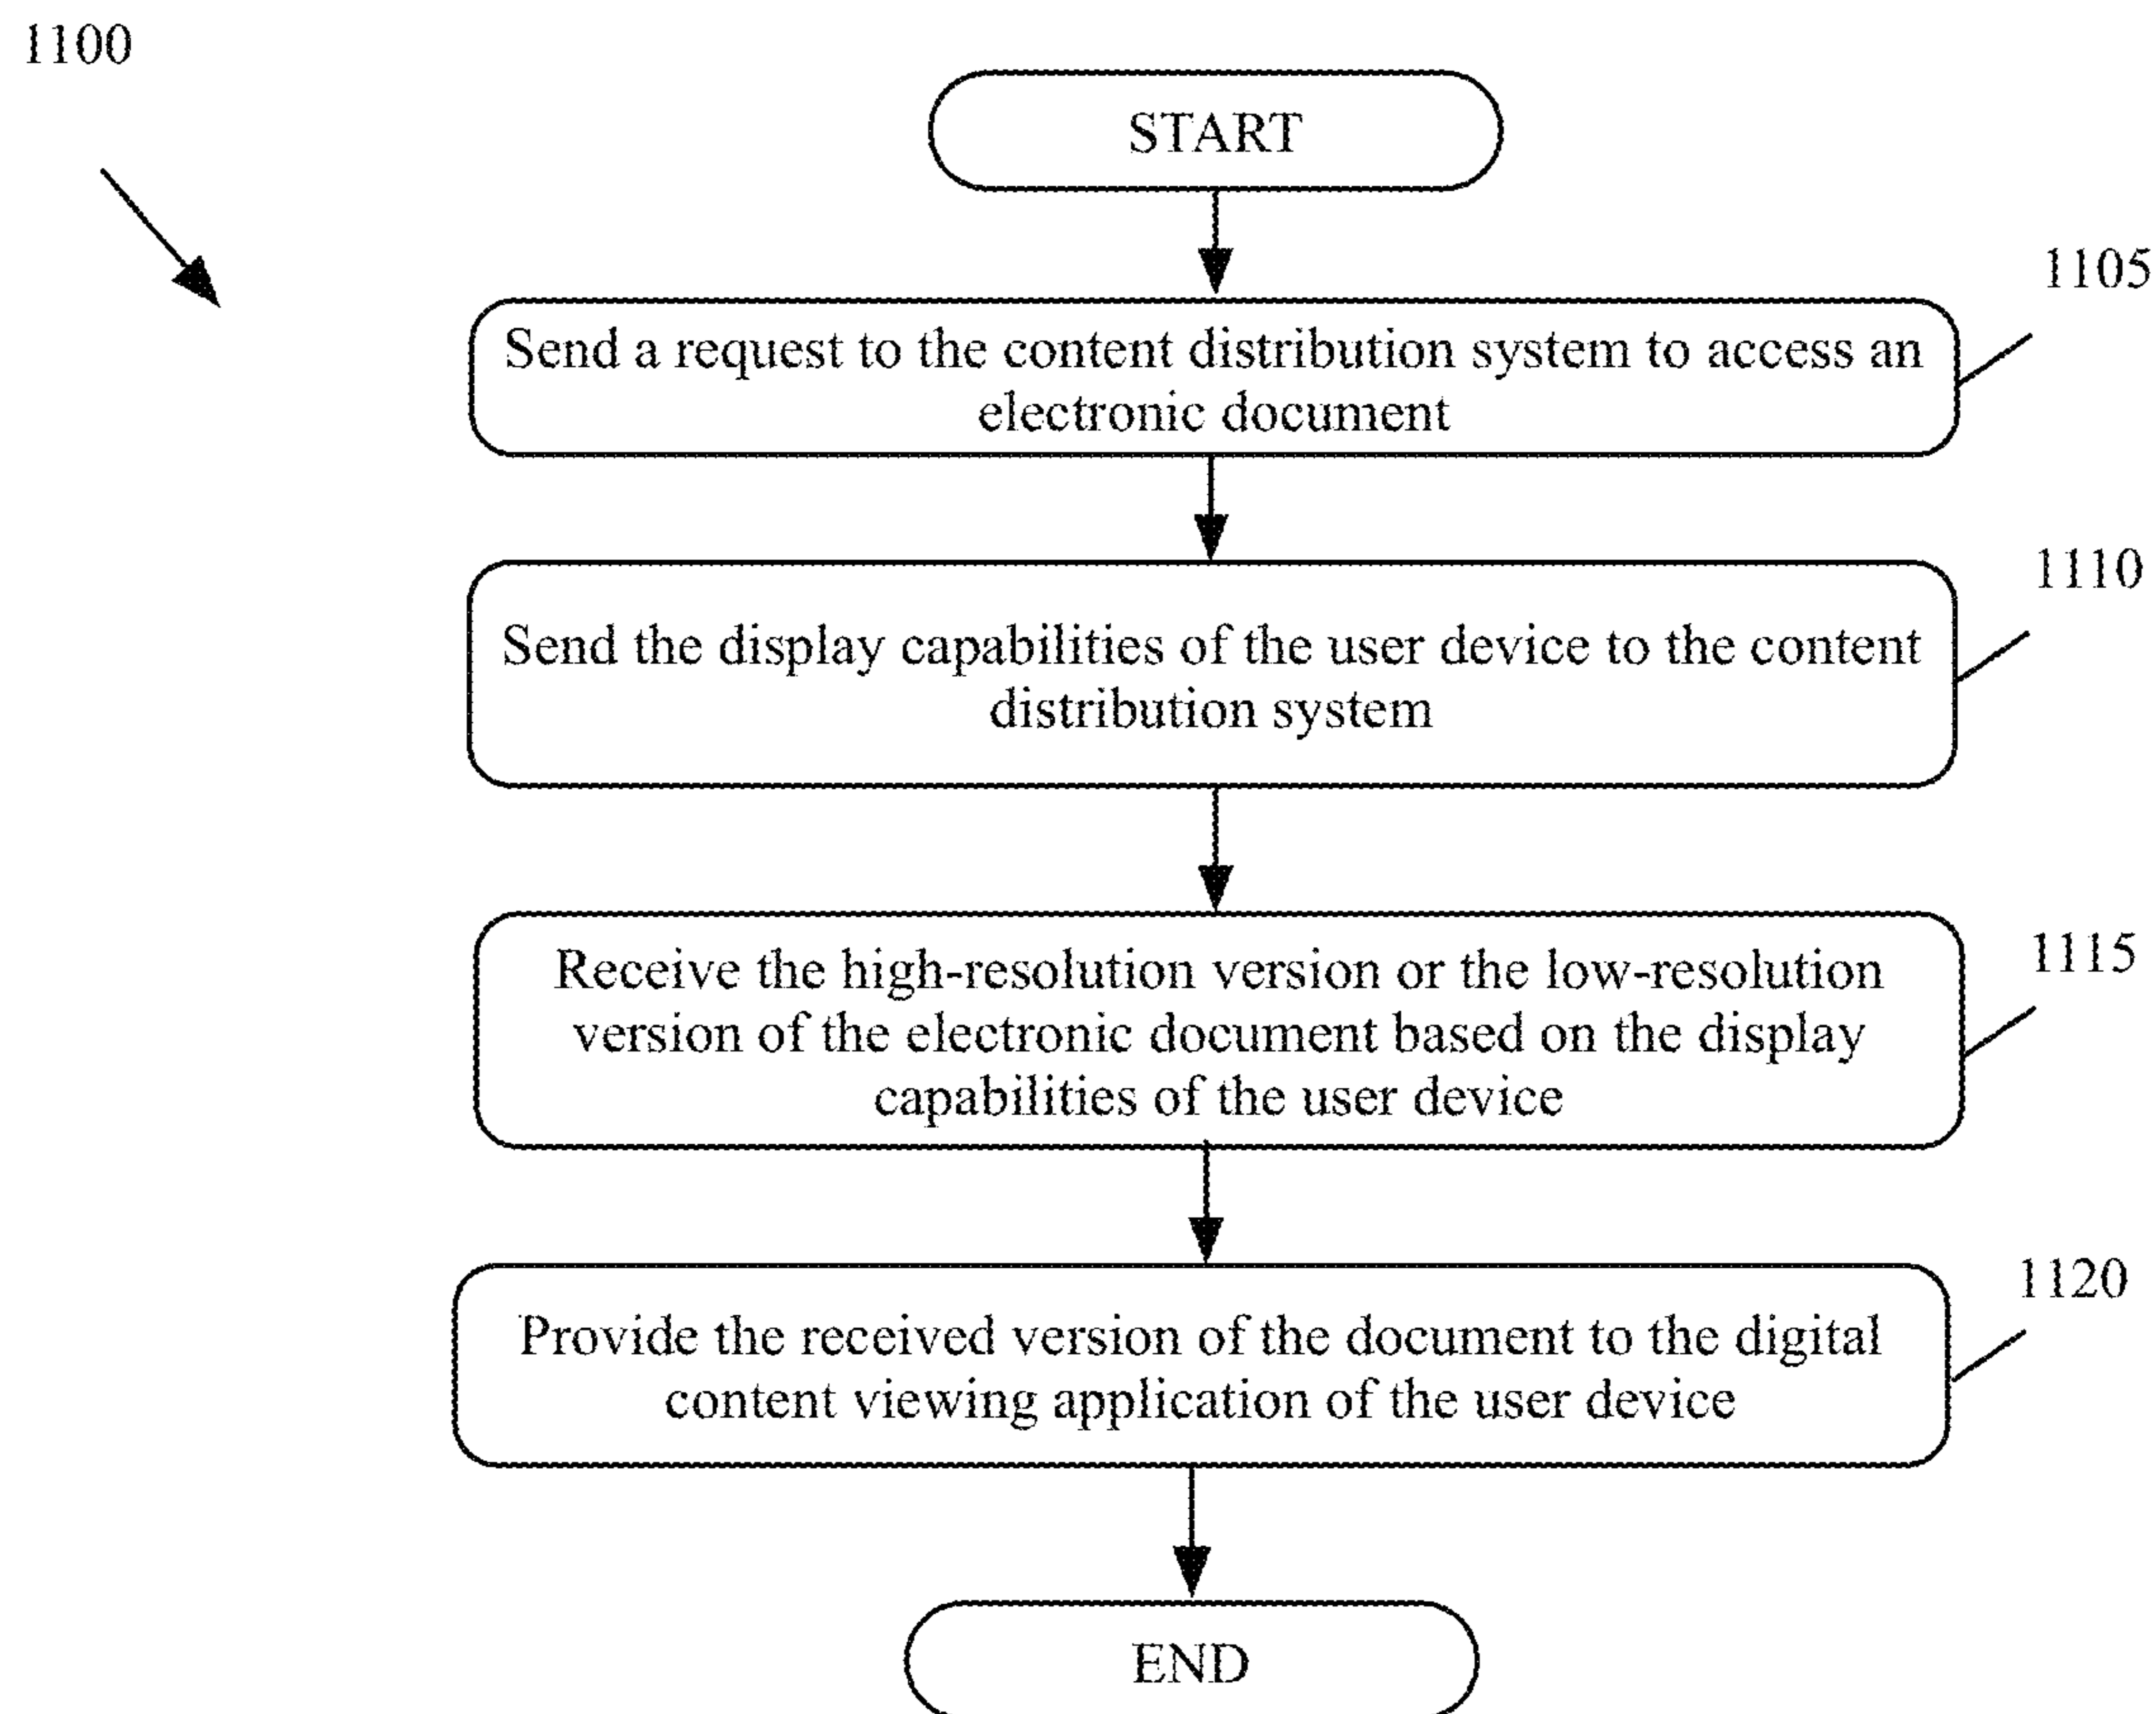 1100
START
1105
Send a request to the content distribution system to access an
electronic document
1110
Send the display capabilities of the user device to the content
distribution system
1115
Receive the high-resolution version or the low-resolution
version of the electronic document based on the display
capabilities of the user device
1120
Provide the received version of the document to the digital
content viewing application of the user device
END